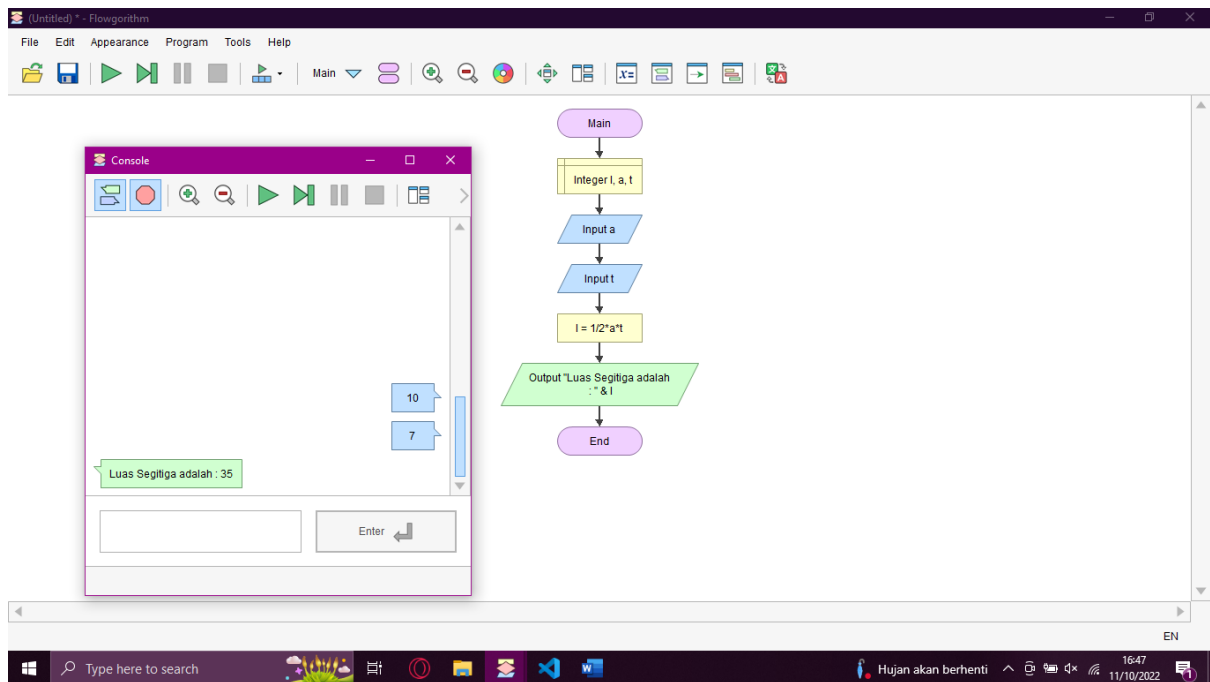 (Untitled) * - Flowgorithm
File Edit Appearance Program Tools Help
Main
x=
Main
Integer l, a, t
Input a
Input t
l = 1/2*a*t
Output "Luas Segitiga adalah
: " & l
End
Console
10
7
Luas Segitiga adalah : 35
Enter
EN
Type here to search
Hujan akan berhenti
16:47
11/10/2022
1